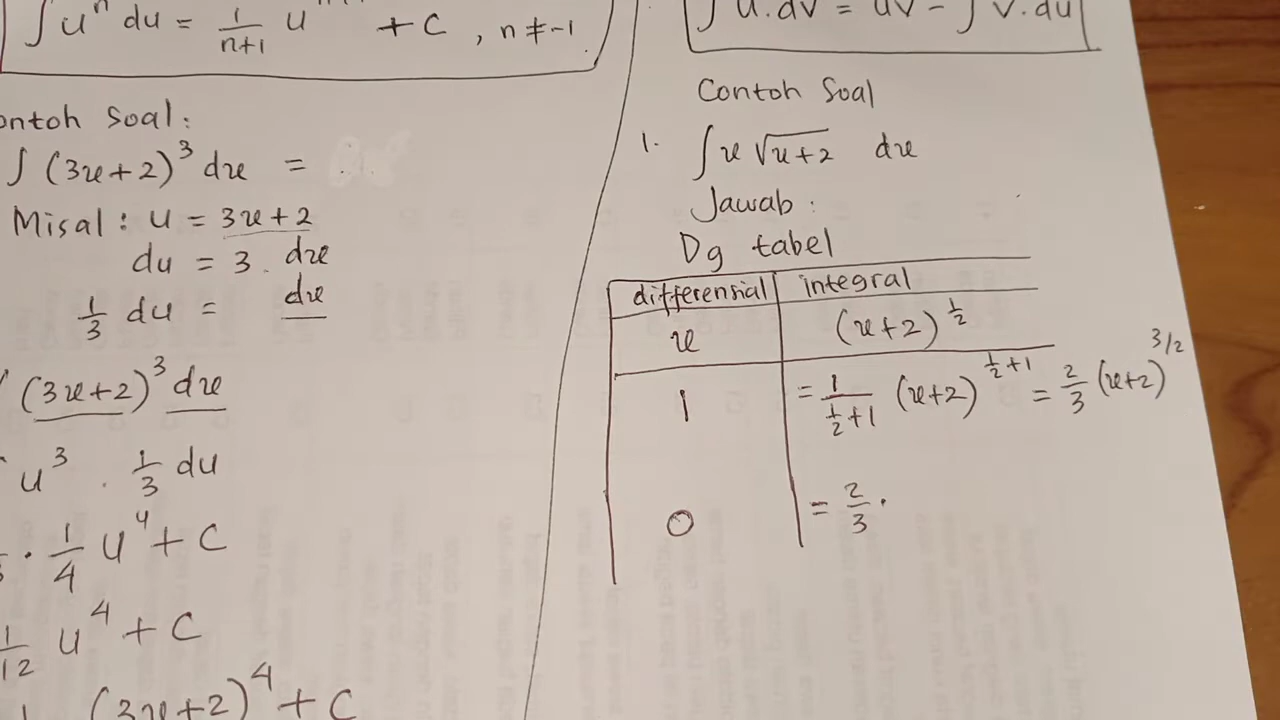 ∫ uⁿ du = 1/(n+1) u + C , n ≠ -1
Contoh Soal:
∫ (3x+2)³ dx =
Misal : u = 3x+2
du = 3 . dx
1/3 du = dx
(3x+2)³ dx
u³ . 1/3 du
· 1/4 u⁴ + C
1/12 u⁴ + C
(3x+2)⁴ + C
∫ u.dv = uv - ∫ v.du
Contoh Soal
1. ∫ x √(x+2) dx
Jawab :
Dg tabel
differensial integral
x (x+2)^(1/2)
1 = 1/(1/2+1) (x+2)^(1/2+1) = 2/3 (x+2)^(3/2)
0 = 2/3 .